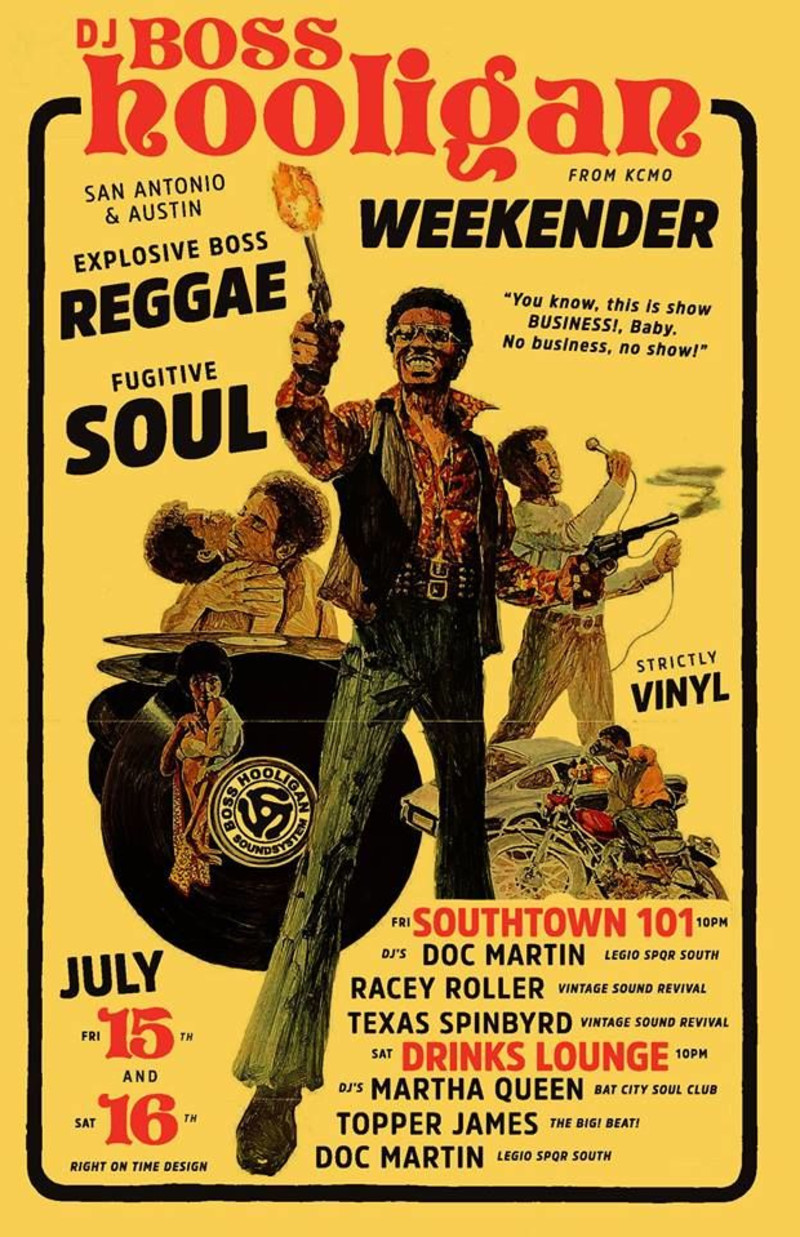 DJ BOSS
hooligan
FROM KCMO
SAN ANTONIO
& AUSTIN
WEEKENDER
EXPLOSIVE BOSS
REGGAE
"You know, this is show
BUSINESS!, Baby.
No business, no show!"
FUGITIVE
SOUL
STRICTLY
VINYL
BOSS HOOLIGAN
SOUNDSYSTEM
FRI SOUTHTOWN 101 10PM
DJ'S DOC MARTIN LEGIO SPQR SOUTH
RACEY ROLLER VINTAGE SOUND REVIVAL
TEXAS SPINBYRD VINTAGE SOUND REVIVAL
SAT DRINKS LOUNGE 10PM
DJ'S MARTHA QUEEN BAT CITY SOUL CLUB
TOPPER JAMES THE BIG! BEAT!
DOC MARTIN LEGIO SPQR SOUTH
JULY
FRI 15TH
AND
SAT 16TH
RIGHT ON TIME DESIGN